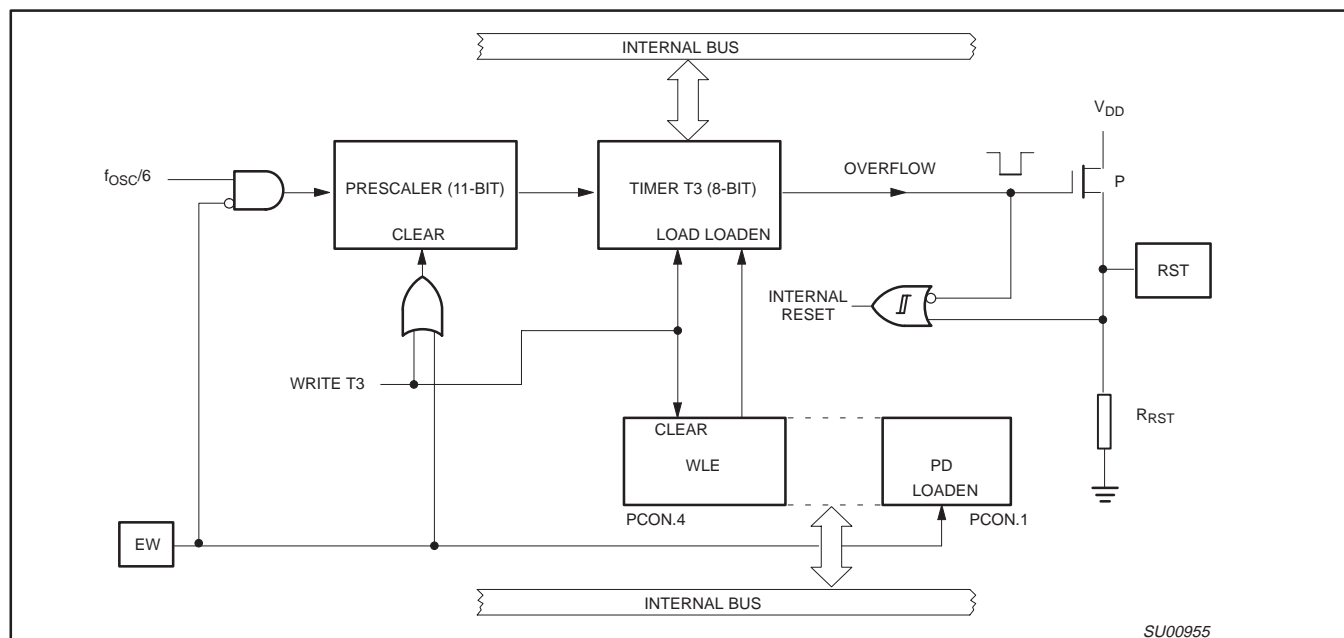 INTERNAL BUS
VDD
fOSC/6
PRESCALER (11-BIT)
CLEAR
TIMER T3 (8-BIT)
LOAD LOADEN
OVERFLOW
P
RST
INTERNAL
RESET
WRITE T3
RRST
CLEAR
WLE
PD
LOADEN
PCON.4
PCON.1
EW
INTERNAL BUS
SU00955